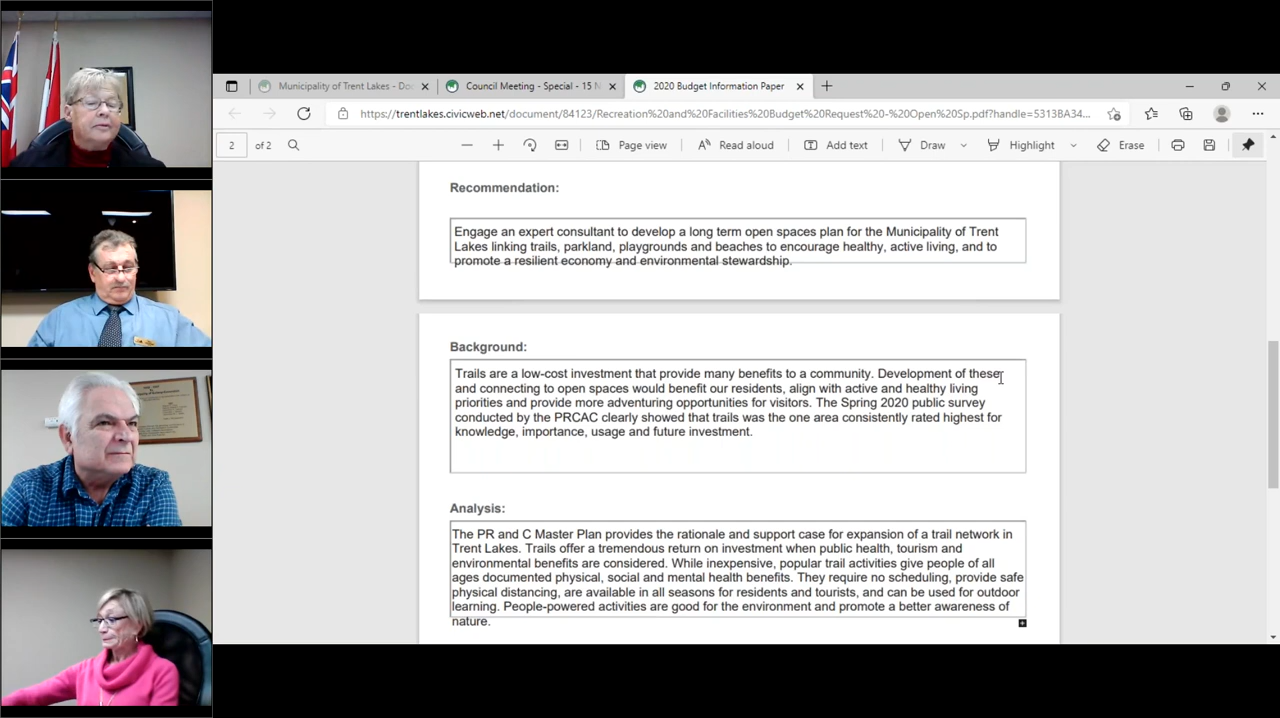 Municipality of Trent Lakes - Doc
Council Meeting - Special - 15 N
2020 Budget Information Paper
https://trentlakes.civicweb.net/document/84123/Recreation%20and%20Facilities%20Budget%20Request%20-%20Open%20Sp.pdf?handle=5313BA34...
2 of 2
Page view
Read aloud
Add text
Draw
Highlight
Erase
Recommendation:
Engage an expert consultant to develop a long term open spaces plan for the Municipality of Trent
Lakes linking trails, parkland, playgrounds and beaches to encourage healthy, active living, and to
promote a resilient economy and environmental stewardship.
Background:
Trails are a low-cost investment that provide many benefits to a community. Development of these
and connecting to open spaces would benefit our residents, align with active and healthy living
priorities and provide more adventuring opportunities for visitors. The Spring 2020 public survey
conducted by the PRCAC clearly showed that trails was the one area consistently rated highest for
knowledge, importance, usage and future investment.
Analysis:
The PR and C Master Plan provides the rationale and support case for expansion of a trail network in
Trent Lakes. Trails offer a tremendous return on investment when public health, tourism and
environmental benefits are considered. While inexpensive, popular trail activities give people of all
ages documented physical, social and mental health benefits. They require no scheduling, provide safe
physical distancing, are available in all seasons for residents and tourists, and can be used for outdoor
learning. People-powered activities are good for the environment and promote a better awareness of
nature.